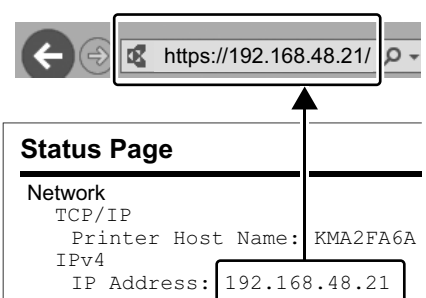 https://192.168.48.21/
Status Page
Network
TCP/IP
Printer Host Name: KMA2FA6A
IPv4
IP Address: 192.168.48.21